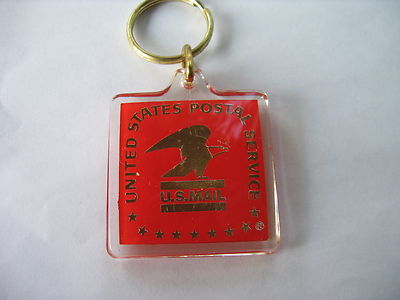 UNITED STATES POSTAL SERVICE
U.S.MAIL
®